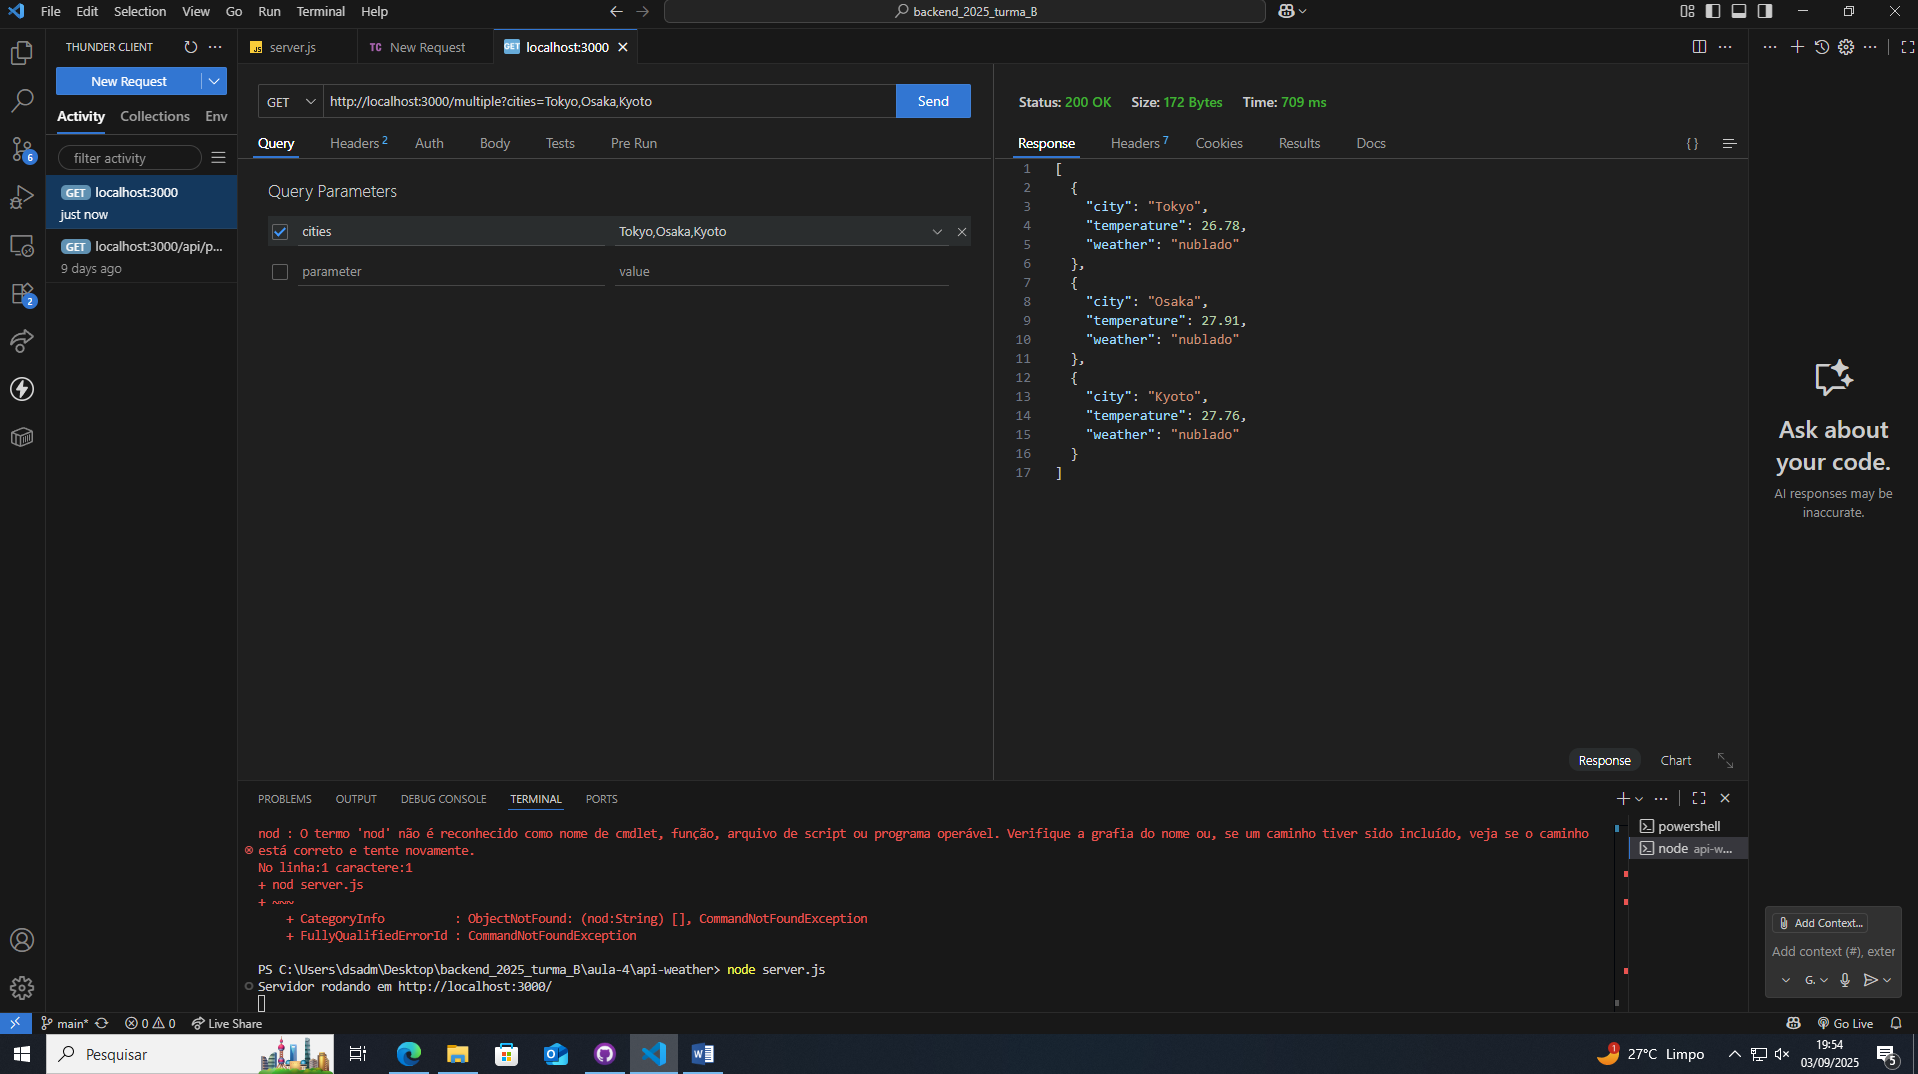 File Edit Selection View Go Run Terminal Help
backend_2025_turma_B
THUNDER CLIENT
New Request
Activity Collections Env
filter activity
GET localhost:3000
just now
GET localhost:3000/api/p...
9 days ago
6
2
JS server.js
TC New Request
GET localhost:3000
GET http://localhost:3000/multiple?cities=Tokyo,Osaka,Kyoto Send
Query Headers 2 Auth Body Tests Pre Run
Query Parameters
cities Tokyo,Osaka,Kyoto
parameter value
Status: 200 OK Size: 172 Bytes Time: 709 ms
Response Headers 7 Cookies Results Docs { }
1 [
2 {
3 "city": "Tokyo",
4 "temperature": 26.78,
5 "weather": "nublado"
6 },
7 {
8 "city": "Osaka",
9 "temperature": 27.91,
10 "weather": "nublado"
11 },
12 {
13 "city": "Kyoto",
14 "temperature": 27.76,
15 "weather": "nublado"
16 }
17 ]
Response Chart
Ask about
your code.
AI responses may be
inaccurate.
Add Context...
Add context (#), exter
G.
PROBLEMS OUTPUT DEBUG CONSOLE TERMINAL PORTS
nod : O termo 'nod' não é reconhecido como nome de cmdlet, função, arquivo de script ou programa operável. Verifique a grafia do nome ou, se um caminho tiver sido incluído, veja se o caminho
está correto e tente novamente.
No linha:1 caractere:1
+ nod server.js
+ ~~~
+ CategoryInfo : ObjectNotFound: (nod:String) [], CommandNotFoundException
+ FullyQualifiedErrorId : CommandNotFoundException
PS C:\Users\dsadm\Desktop\backend_2025_turma_B\aula-4\api-weather> node server.js
Servidor rodando em http://localhost:3000/
powershell
node api-w...
main* 0 0 Live Share
Go Live
Pesquisar
1 27°C Limpo
19:54
03/09/2025
5